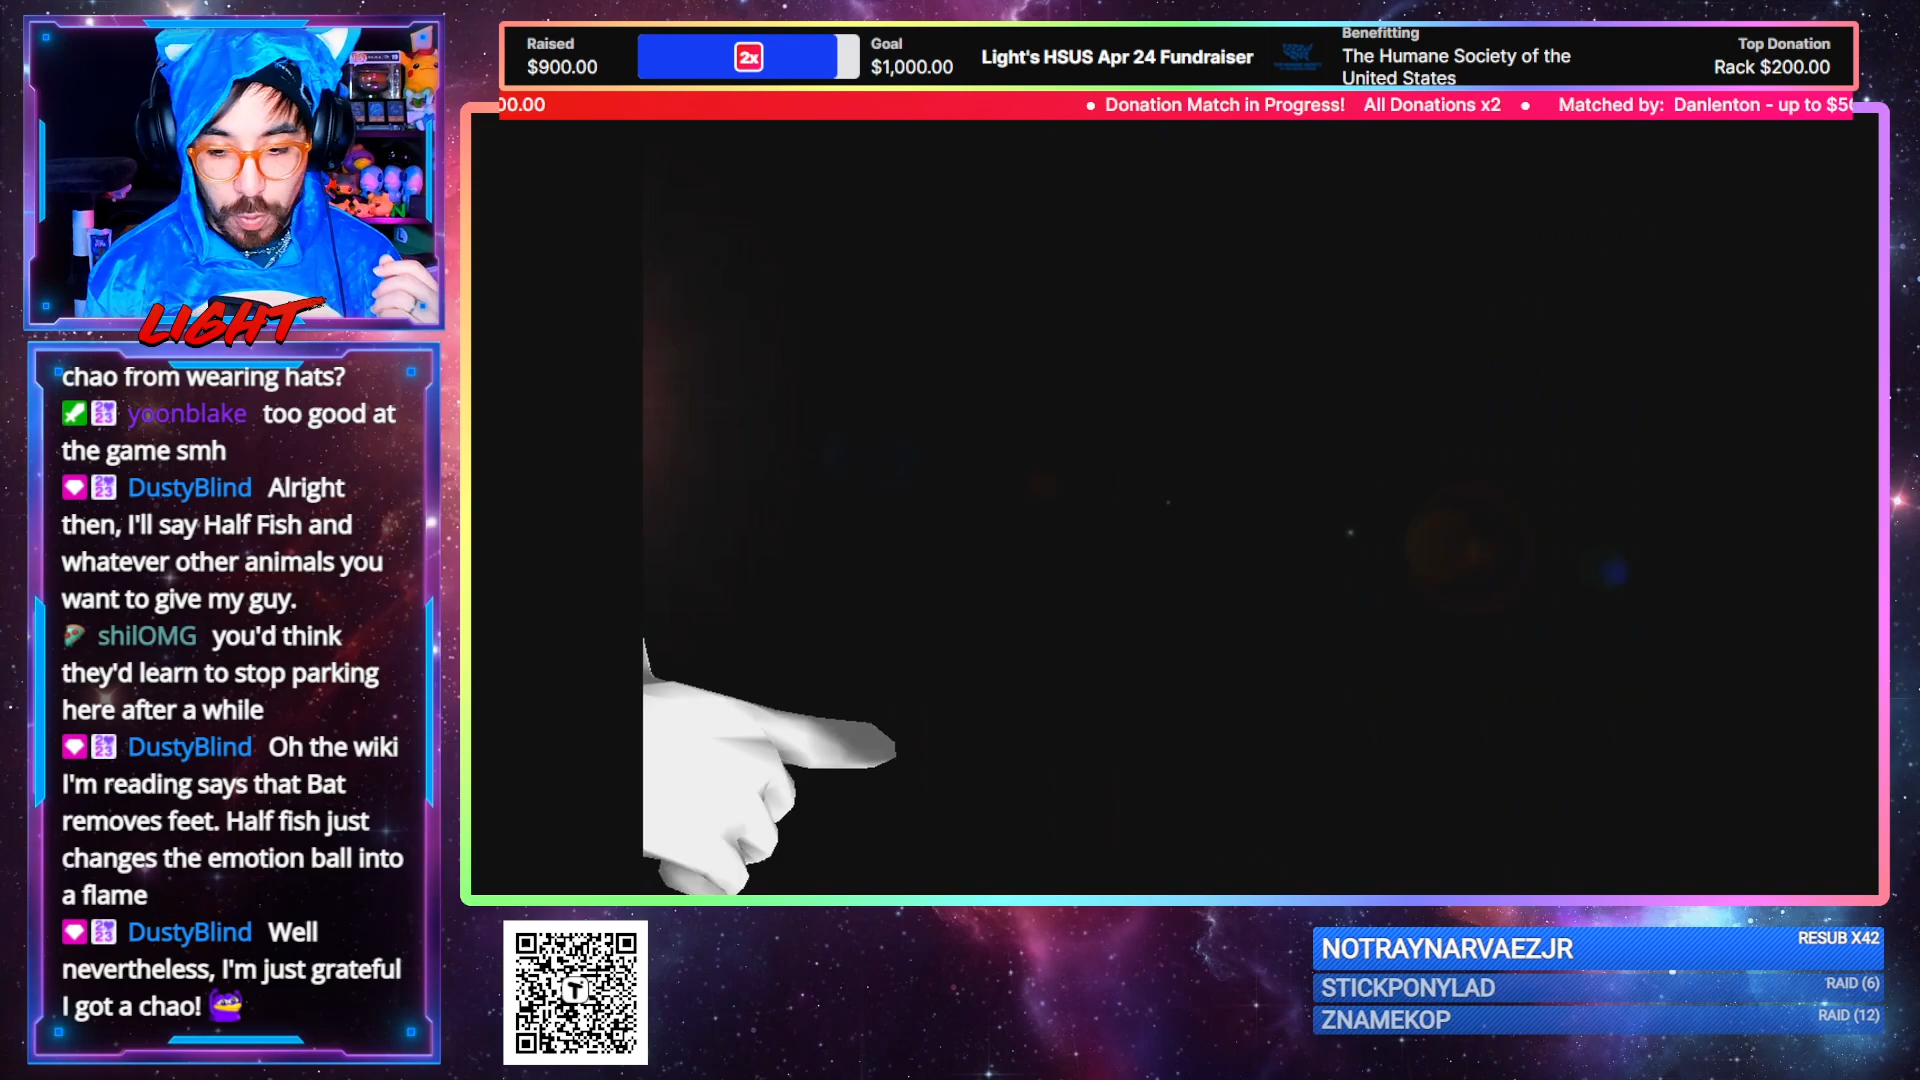 Raised
$900.00
2x
Goal
$1,000.00
Light's HSUS Apr 24 Fundraiser
Benefitting
The Humane Society of the
United States
Top Donation
Rack $200.00
00.00
• Donation Match in Progress! All Donations x2 • Matched by: Danlenton - up to $50
LIGHT
chao from wearing hats?
yoonblake too good at
the game smh
DustyBlind Alright
then, I'll say Half Fish and
whatever other animals you
want to give my guy.
shilOMG you'd think
they'd learn to stop parking
here after a while
DustyBlind Oh the wiki
I'm reading says that Bat
removes feet. Half fish just
changes the emotion ball into
a flame
DustyBlind Well
nevertheless, I'm just grateful
I got a chao!
T
NOTRAYNARVAEZJR
RESUB X42
STICKPONYLAD
RAID (6)
ZNAMEKOP
RAID (12)